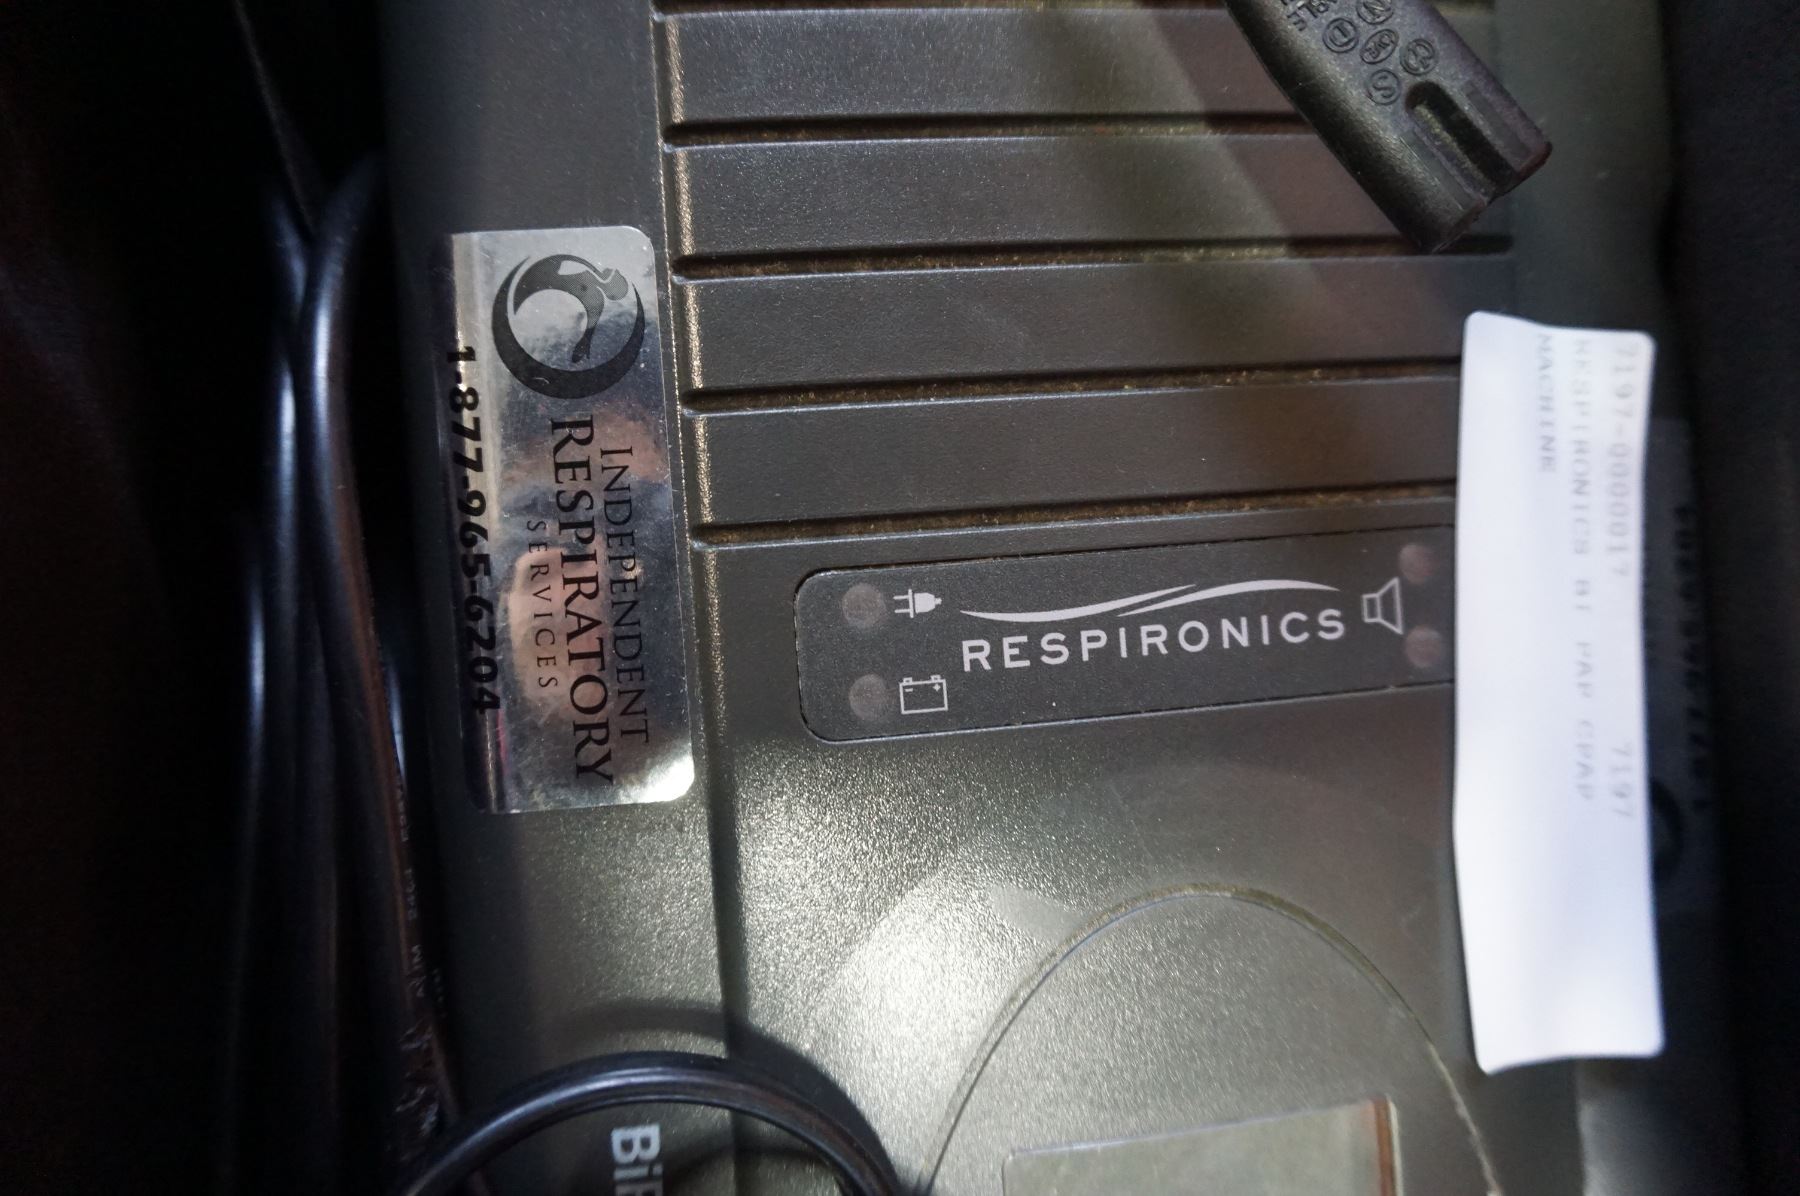 INDEPENDENT
RESPIRATORY
SERVICES
1-877-965-6204
RESPIRONICS
7197-0000017 7197
RESPIRONICS BI PAP CPAP
MACHINE